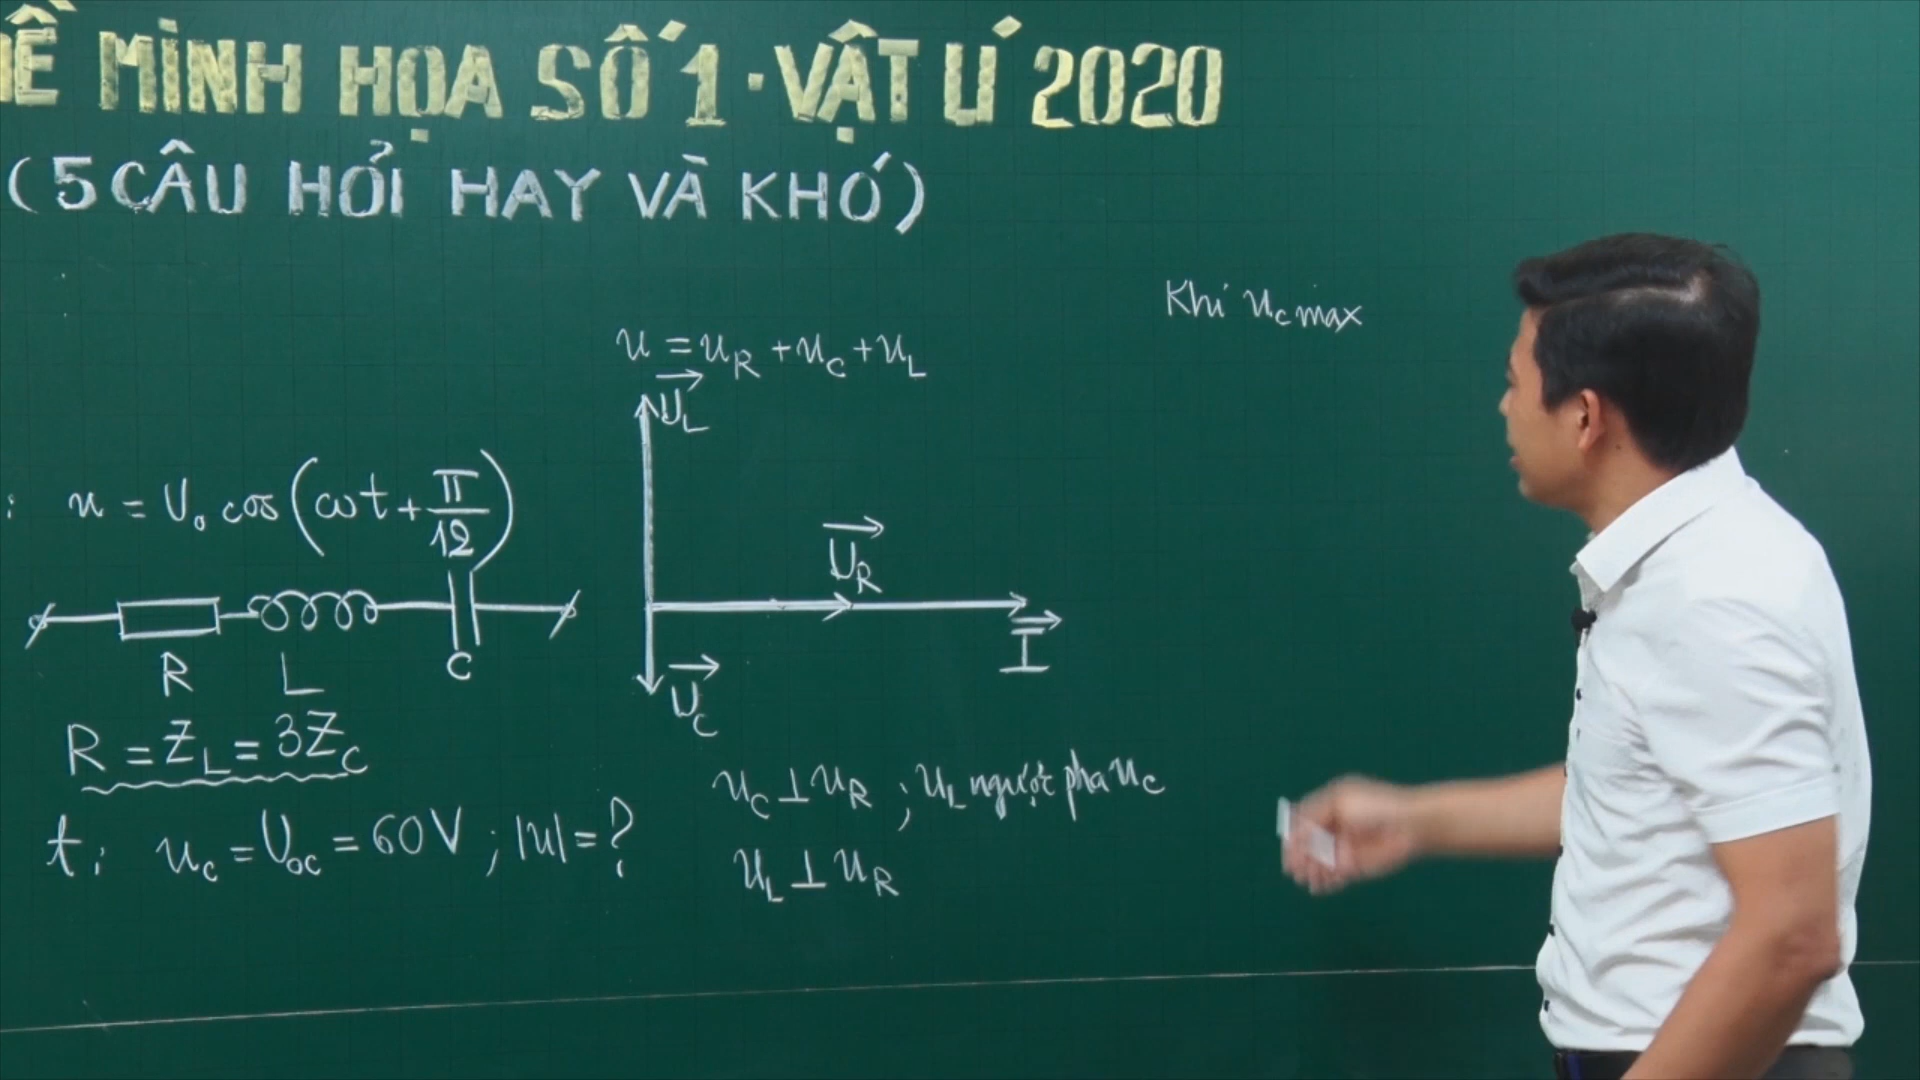 ĐỀ MINH HỌA SỐ 1 · VẬT LÍ 2020
(5 CÂU HỎI HAY VÀ KHÓ)
Khi u_C max
u = u_R + u_C + u_L
U_L
: u = U₀ cos(ωt + π/12)
U_R
I
R L C
U_C
R = Z_L = 3Z_C
u_C ⊥ u_R ; u_L ngược pha u_C
t: u_C = U_0C = 60V ; |u| = ?
u_L ⊥ u_R